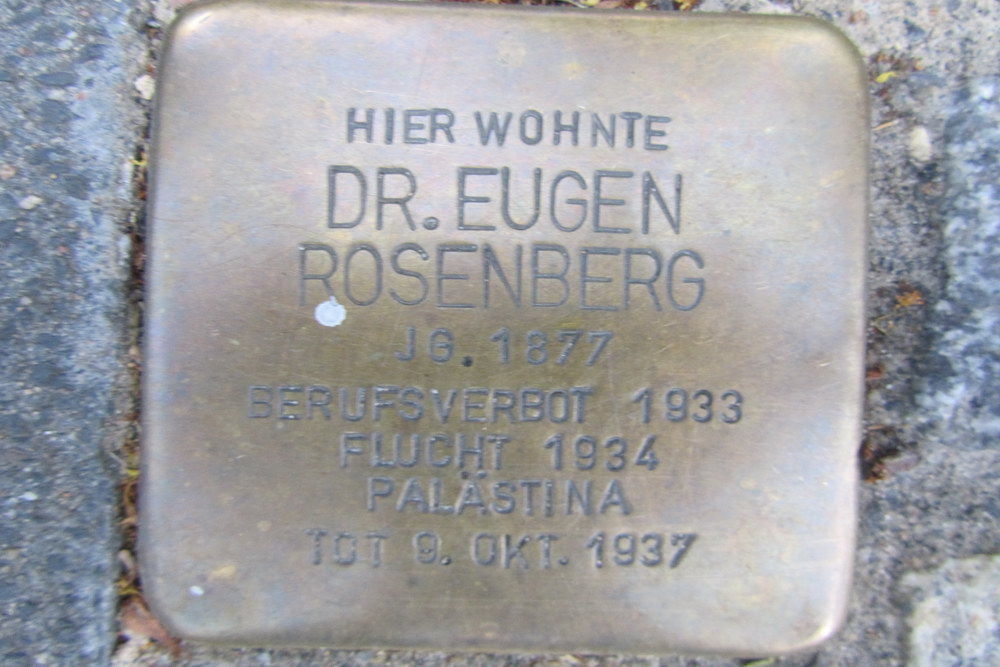 HIER WOHNTE
DR. EUGEN
ROSENBERG
JG. 1877
BERUFSVERBOT 1933
FLUCHT 1934
PALÄSTINA
TOT 9. OKT. 1937